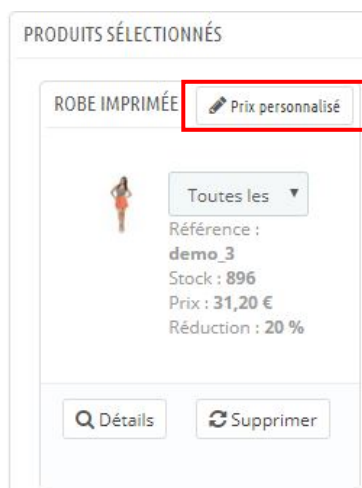 PRODUITS SÉLECTIONNÉS
ROBE IMPRIMÉE
Prix personnalisé
Toutes les
Référence :
demo_3
Stock : 896
Prix : 31,20 €
Réduction : 20 %
Détails
Supprimer